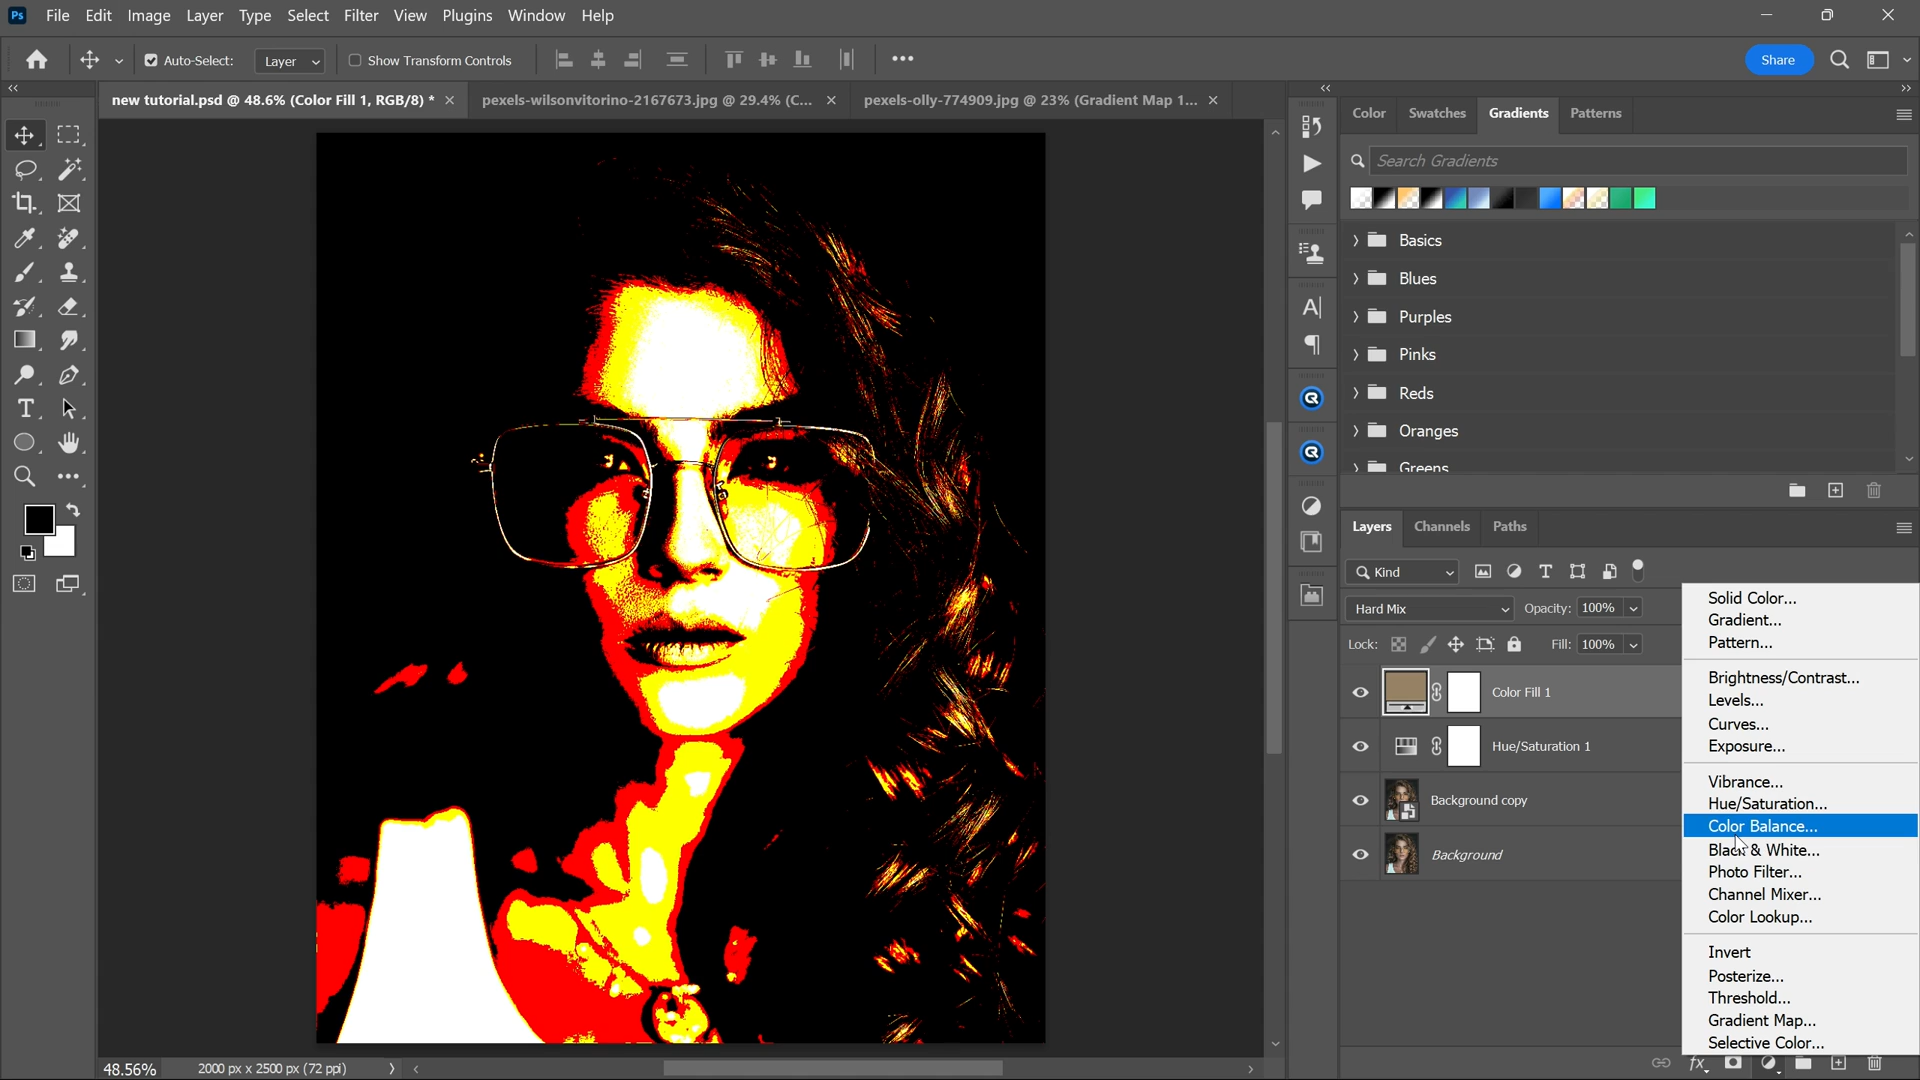 Ps File Edit Image Layer Type Select Filter View Plugins Window Help
Auto-Select: Layer Show Transform Controls Share
new tutorial.psd @ 48.6% (Color Fill 1, RGB/8) * pexels-wilsonvitorino-2167673.jpg @ 29.4% (C... pexels-olly-774909.jpg @ 23% (Gradient Map 1...
Color Swatches Gradients Patterns
Search Gradients
Basics
Blues
Purples
Pinks
Reds
Oranges
Greens
Layers Channels Paths
Kind
Hard Mix Opacity: 100%
Lock: Fill: 100%
Color Fill 1
Hue/Saturation 1
Background copy
Background
Solid Color...
Gradient...
Pattern...
Brightness/Contrast...
Levels...
Curves...
Exposure...
Vibrance...
Hue/Saturation...
Color Balance...
Black & White...
Photo Filter...
Channel Mixer...
Color Lookup...
Invert
Posterize...
Threshold...
Gradient Map...
Selective Color...
48.56% 2000 px x 2500 px (72 ppi)